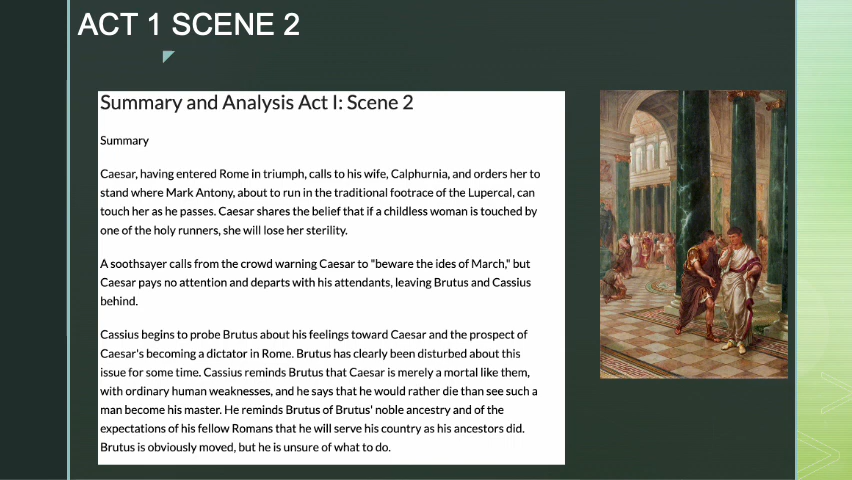 ACT 1 SCENE 2
Summary and Analysis Act I: Scene 2
Summary
Caesar, having entered Rome in triumph, calls to his wife, Calphurnia, and orders her to
stand where Mark Antony, about to run in the traditional footrace of the Lupercal, can
touch her as he passes. Caesar shares the belief that if a childless woman is touched by
one of the holy runners, she will lose her sterility.
A soothsayer calls from the crowd warning Caesar to "beware the ides of March," but
Caesar pays no attention and departs with his attendants, leaving Brutus and Cassius
behind.
Cassius begins to probe Brutus about his feelings toward Caesar and the prospect of
Caesar's becoming a dictator in Rome. Brutus has clearly been disturbed about this
issue for some time. Cassius reminds Brutus that Caesar is merely a mortal like them,
with ordinary human weaknesses, and he says that he would rather die than see such a
man become his master. He reminds Brutus of Brutus' noble ancestry and of the
expectations of his fellow Romans that he will serve his country as his ancestors did.
Brutus is obviously moved, but he is unsure of what to do.